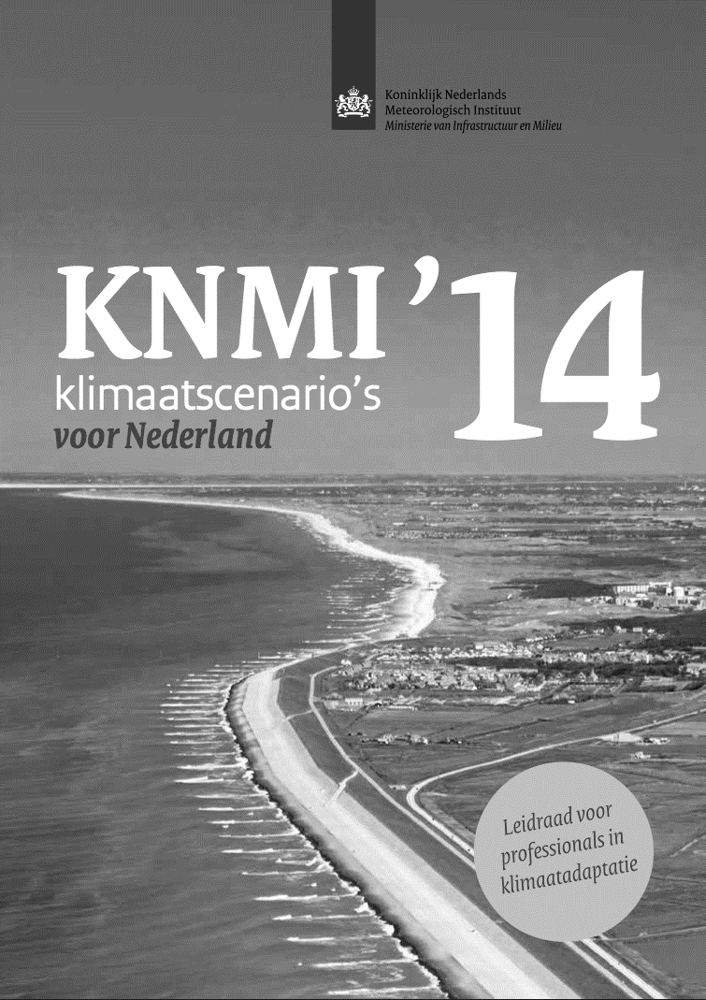 Koninklijk Nederlands
Meteorologisch Instituut
Ministerie van Infrastructuur en Milieu
KNMI ’14
klimaatscenario’s
voor Nederland
Leidraad voor
professionals in
klimaatadaptatie